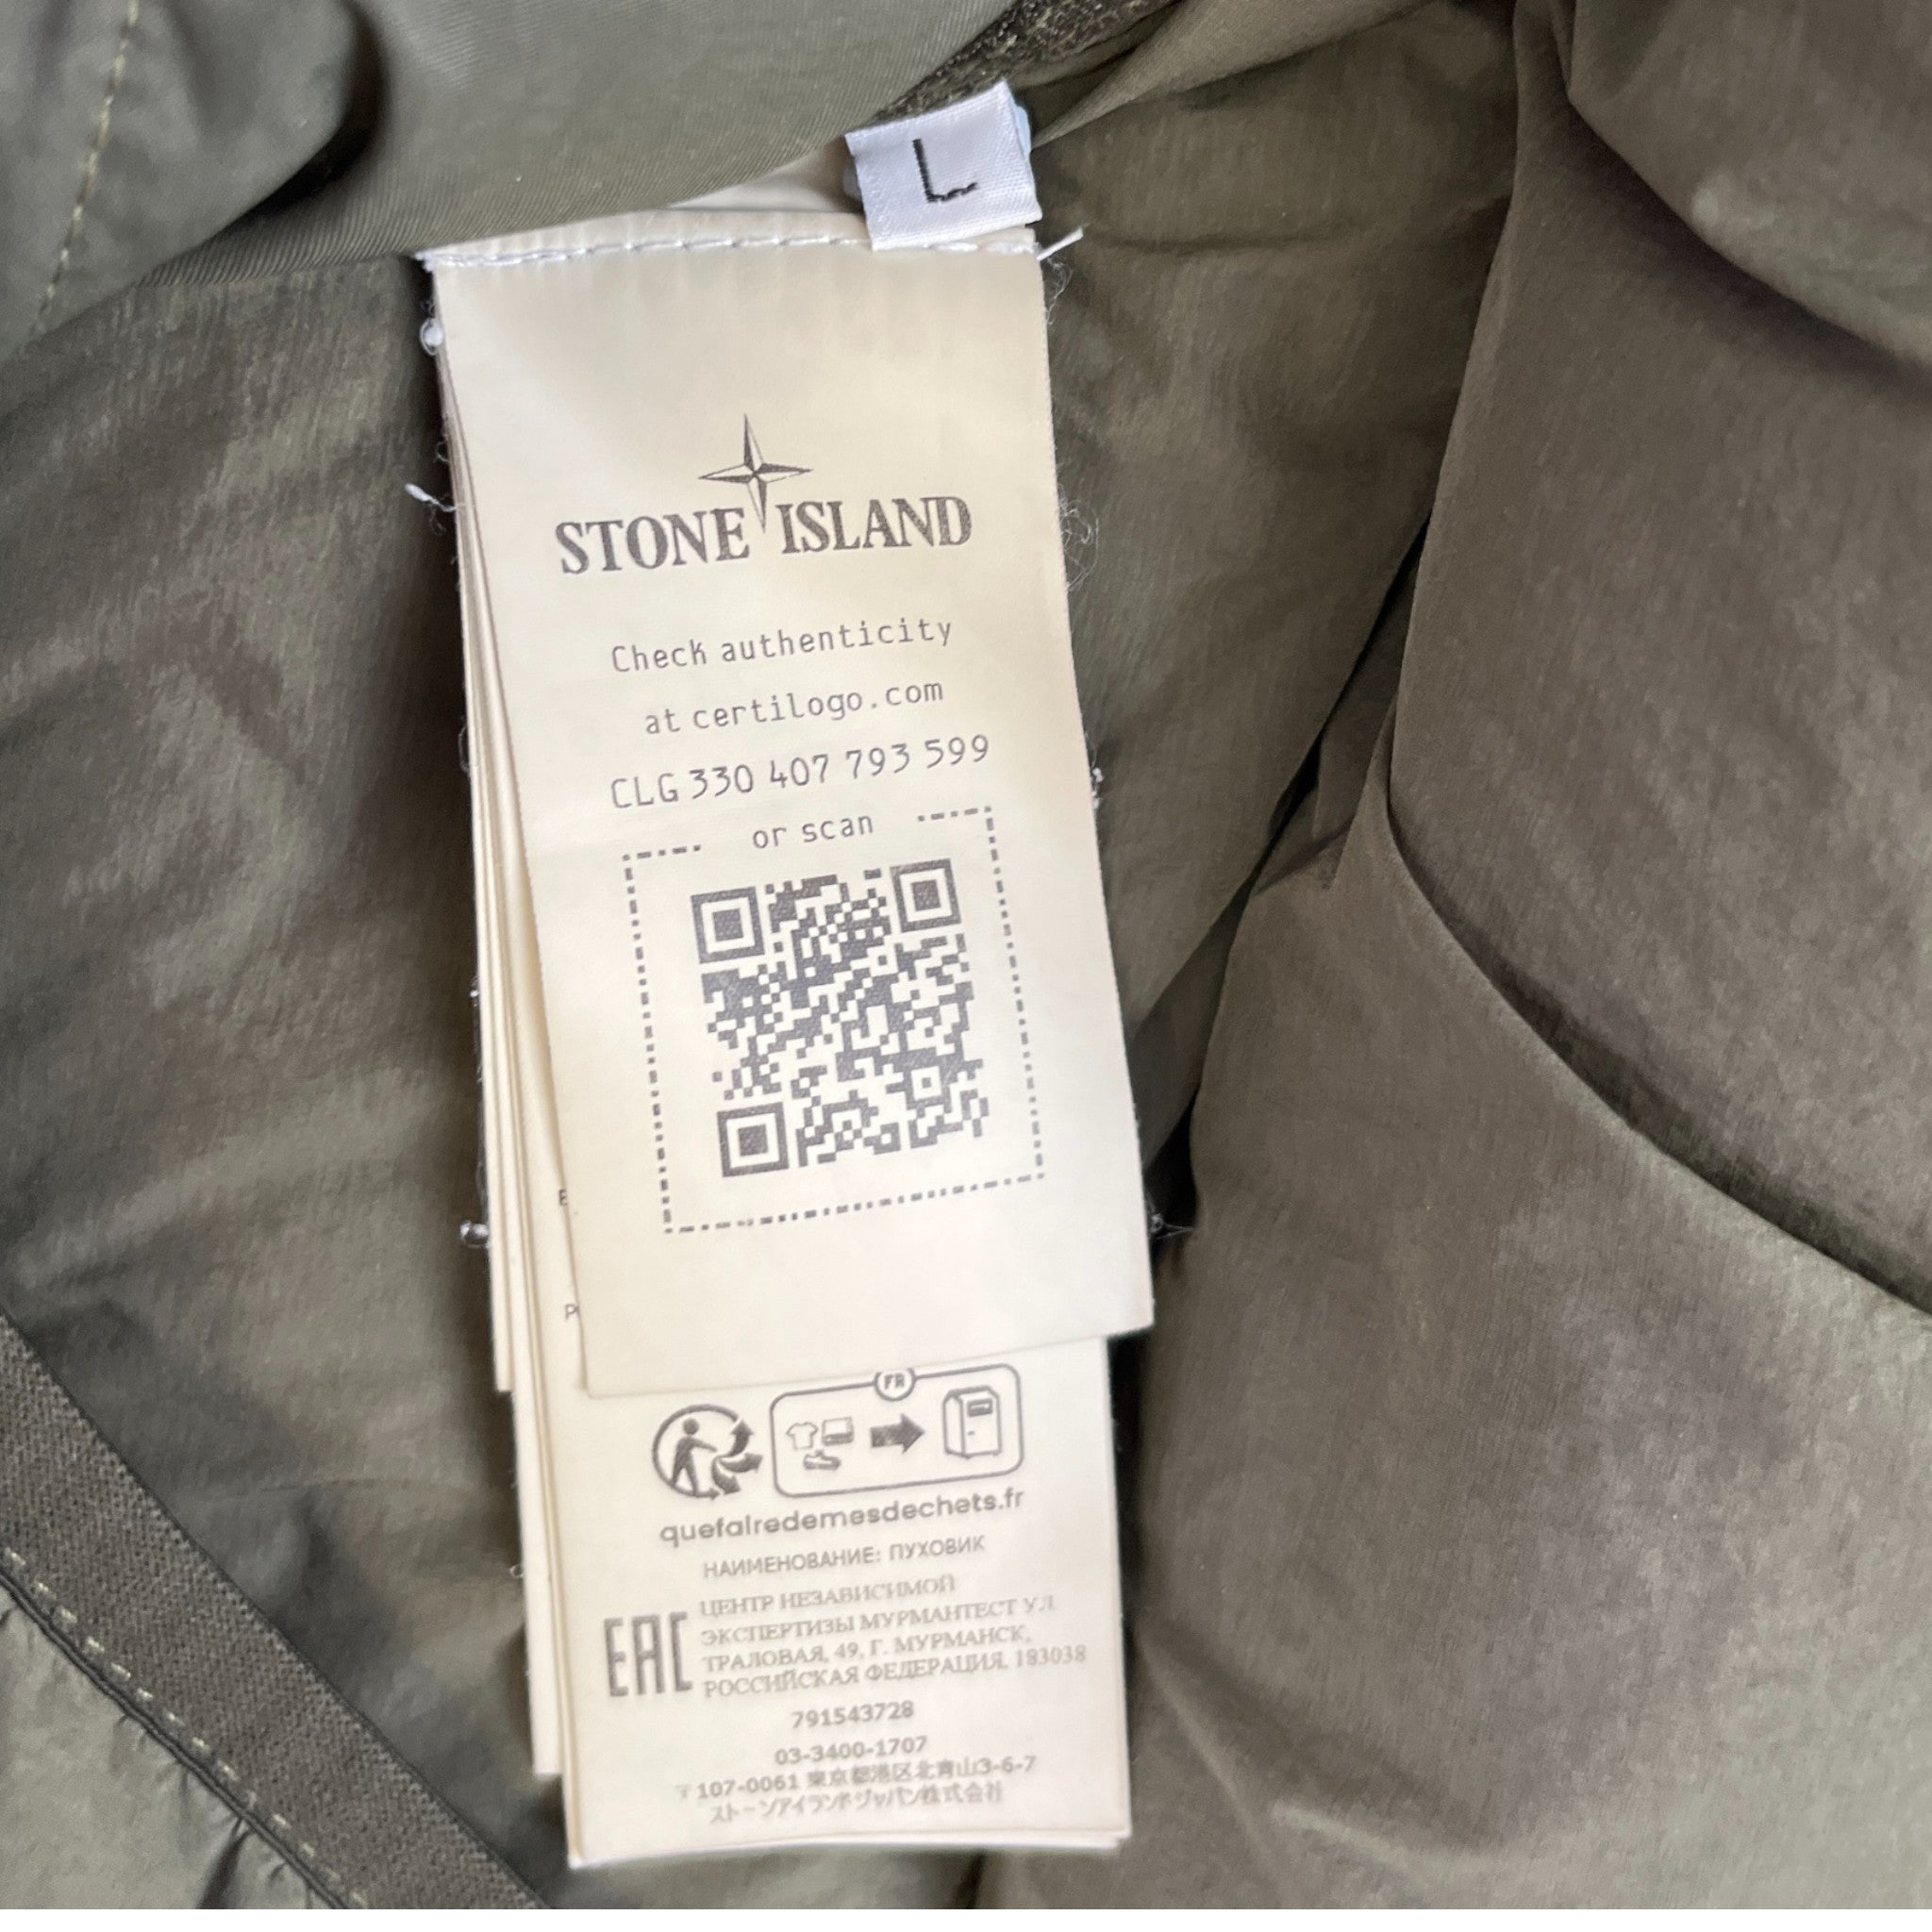 L
STONE ISLAND
Check authenticity
at certilogo.com
CLG 330 407 793 599
or scan
FR
quefairedemesdechets.fr
НАИМЕНОВАНИЕ: ПУХОВИК
EAC
ЦЕНТР НЕЗАВИСИМОЙ
ЭКСПЕРТИЗЫ МУРМАНТЕСТ УЛ
ТРАЛОВАЯ, 49, Г. МУРМАНСК,
РОССИЙСКАЯ ФЕДЕРАЦИЯ, 183038
791543728
03-3400-1707
〒107-0061 東京都港区北青山3-6-7
ストーンアイランドジャパン株式会社